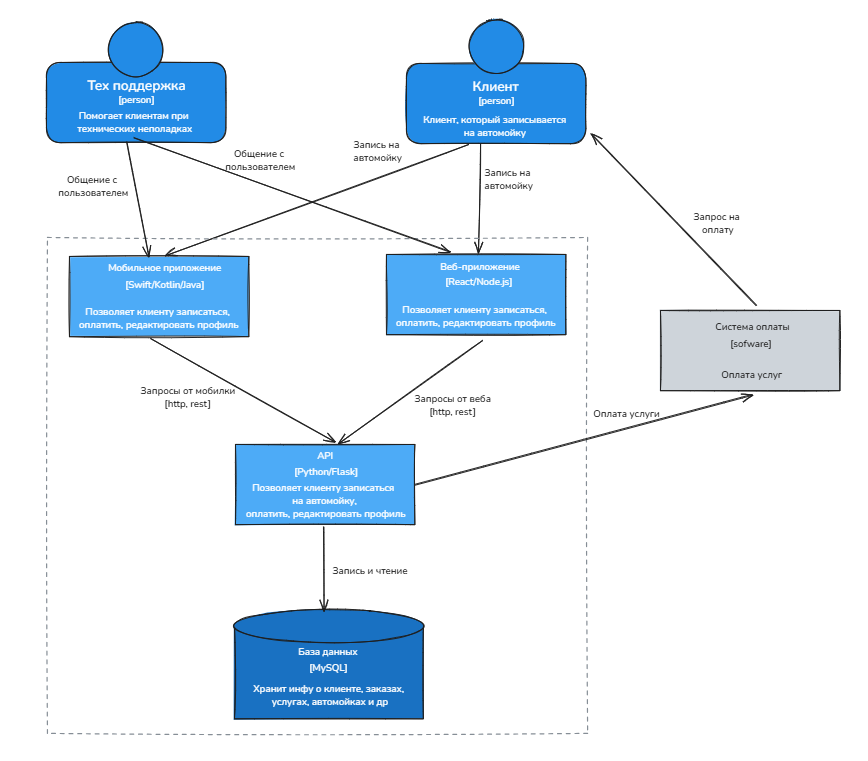 Тех поддержка
[person]
Помогает клиентам при
технических неполадках
Клиент
[person]
Клиент, который записывается
на автомойку
Общение с
пользователем
Общение с
пользователем
Запись на
автомойку
Запись на
автомойку
Запрос на
оплату
Мобильное приложение
[Swift/Kotlin/Java]
Позволяет клиенту записаться,
оплатить, редактировать профиль
Веб-приложение
[React/Node.js]
Позволяет клиенту записаться,
оплатить, редактировать профиль
Система оплаты
[sofware]
Оплата услуг
Запросы от мобилки
[http, rest]
Запросы от веба
[http, rest]
Оплата услуги
API
[Python/Flask]
Позволяет клиенту записаться
на автомойку,
оплатить, редактировать профиль
Запись и чтение
База данных
[MySQL]
Хранит инфу о клиенте, заказах,
услугах, автомойках и др